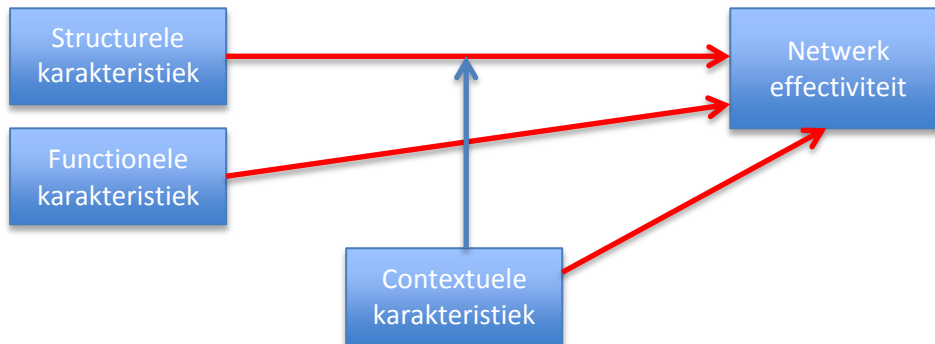 Structurele
karakteristiek
Netwerk
effectiviteit
Functionele
karakteristiek
Contextuele
karakteristiek